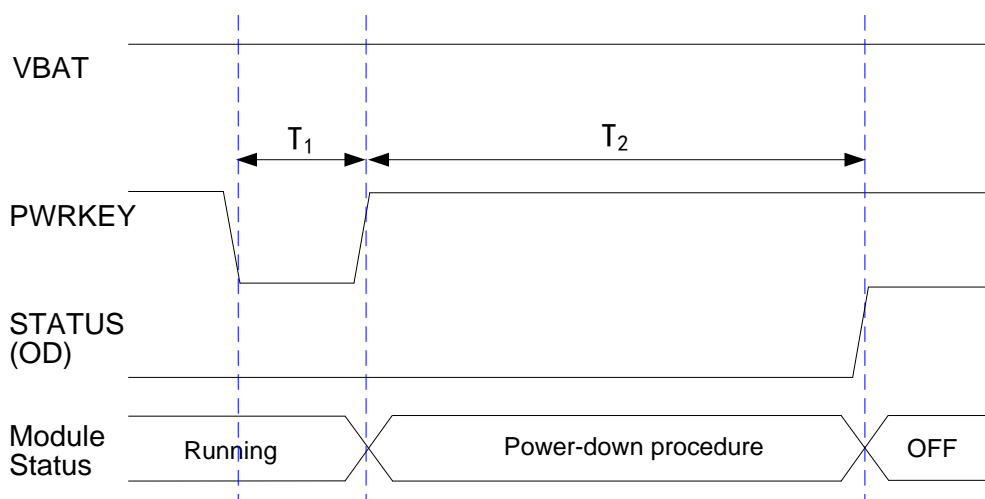 VBAT
T₁
T₂
PWRKEY
STATUS
(OD)
Module
Status
Running
Power-down procedure
OFF